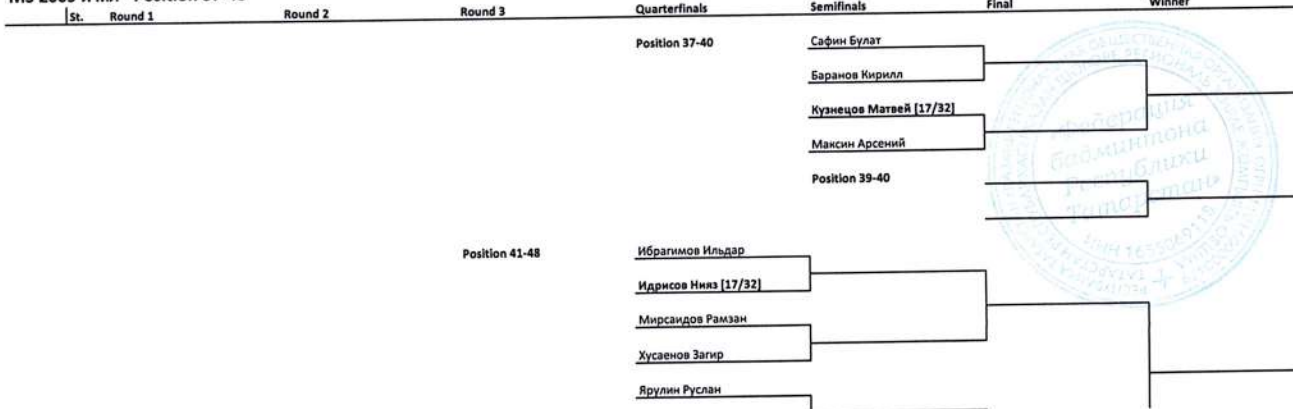 St. Round 1 Round 2 Round 3 Quarterfinals Semifinals Final Winner
Position 37-40 Сафин Булат
Баранов Кирилл
Кузнецов Матвей [17/32]
Максин Арсений
Position 39-40
«Федерация
бадминтона
Республики
Татарстан»
Position 41-48 Ибрагимов Ильдар
Идрисов Нияз [17/32]
Мирсаидов Рамзан
Хусаенов Загир
Ярулин Руслан